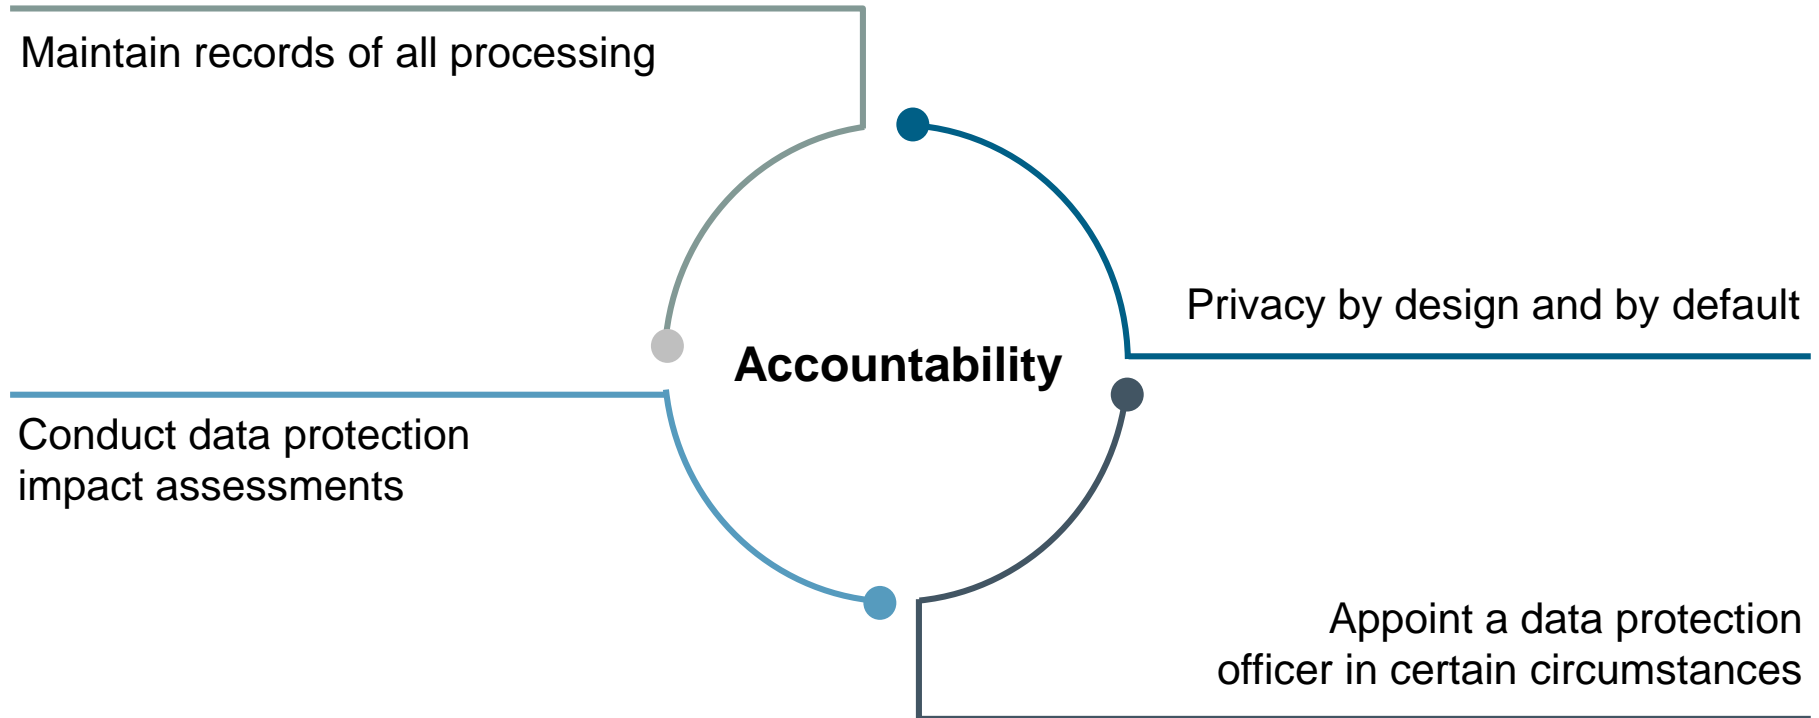 Maintain records of all processing
Privacy by design and by default
Accountability
Conduct data protection
impact assessments
Appoint a data protection
officer in certain circumstances